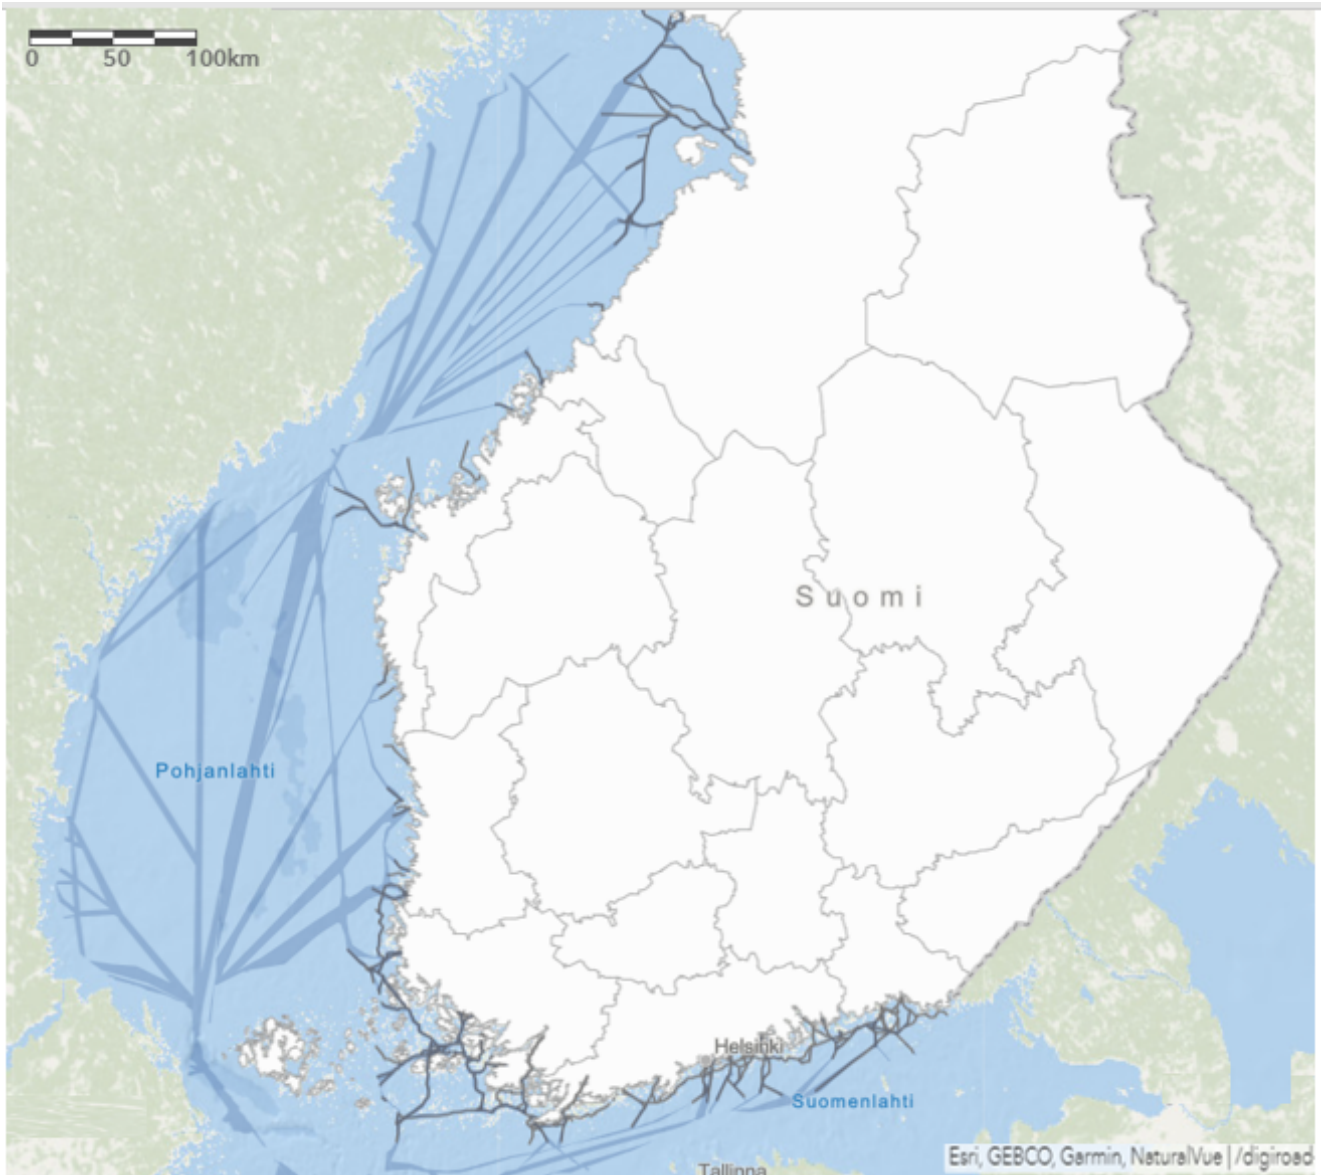 0 50 100km
Suomi
Pohjanlahti
Helsinki
Suomenlahti
Esri, GEBCO, Garmin, NaturalVue | /digiroad
Tallinna